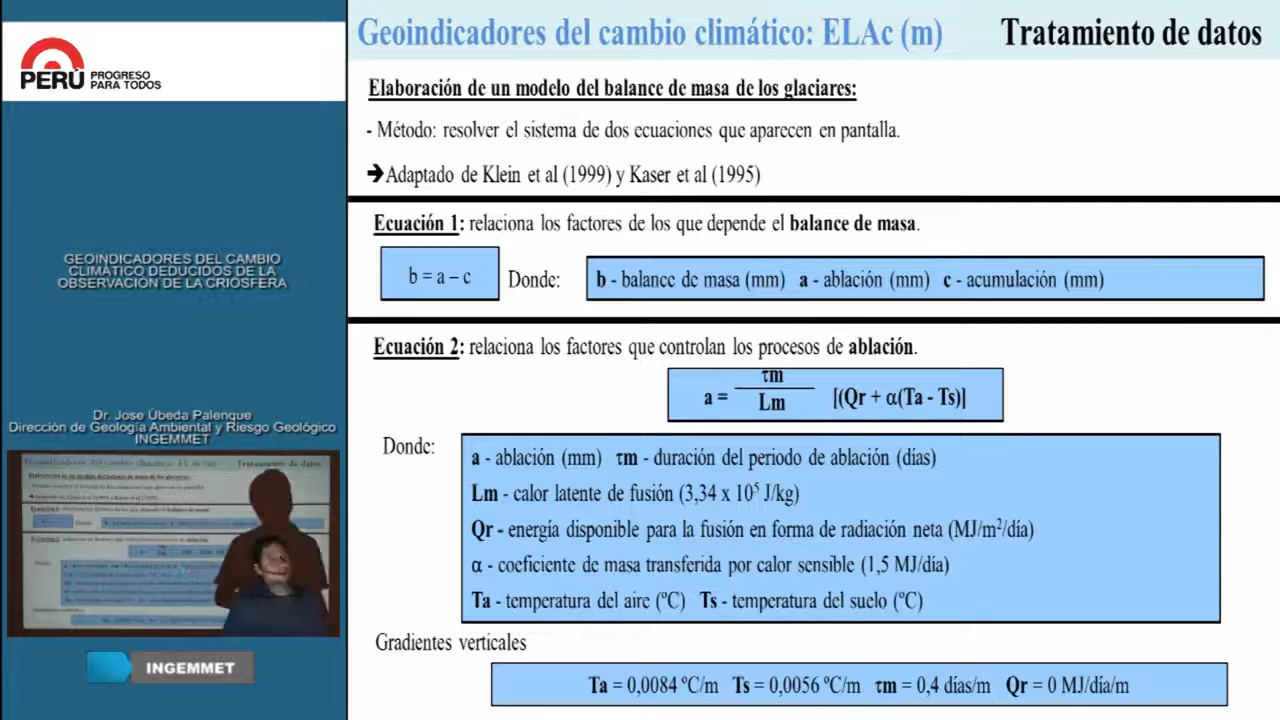 PERÚ PROGRESO
PARA TODOS
GEOINDICADORES DEL CAMBIO
CLIMÁTICO DEDUCIDOS DE LA
OBSERVACIÓN DE LA CRIOSFERA
Dr. Jose Úbeda Palenque
Dirección de Geología Ambiental y Riesgo Geológico
INGEMMET
INGEMMET
Geoindicadores del cambio climático: ELAc (m) Tratamiento de datos
Elaboración de un modelo del balance de masa de los glaciares:
- Método: resolver el sistema de dos ecuaciones que aparecen en pantalla.
➔Adaptado de Klein et al (1999) y Kaser et al (1995)
Ecuación 1: relaciona los factores de los que depende el balance de masa.
b = a – c Donde: b - balance de masa (mm) a - ablación (mm) c - acumulación (mm)
Ecuación 2: relaciona los factores que controlan los procesos de ablación.
τm
a = [(Qr + α(Ta - Ts)]
Lm
Donde:
a - ablación (mm) τm - duración del periodo de ablación (días)
Lm - calor latente de fusión (3,34 x 10⁵ J/kg)
Qr - energía disponible para la fusión en forma de radiación neta (MJ/m²/día)
α - coeficiente de masa transferida por calor sensible (1,5 MJ/día)
Ta - temperatura del aire (ºC) Ts - temperatura del suelo (ºC)
Gradientes verticales
Ta = 0,0084 ºC/m Ts = 0,0056 ºC/m τm = 0,4 días/m Qr = 0 MJ/día/m